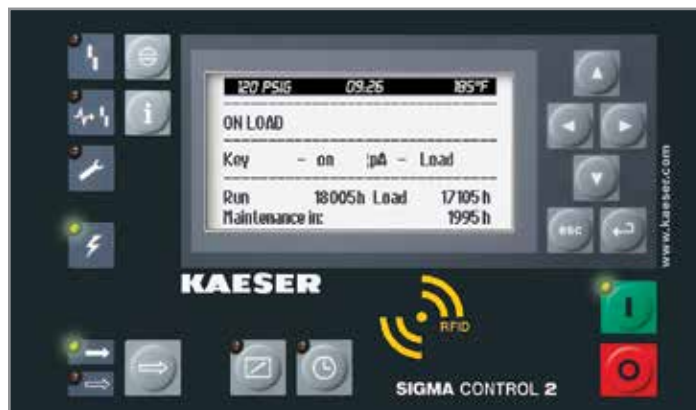 120 PSIG 09:26 185°F
ON LOAD
Key - on :pA - Load
Run 18005h Load 17105h
Maintenance in: 1995h
i
esc
www.kaeser.com
KAESER
RFID
I
O
SIGMA CONTROL 2